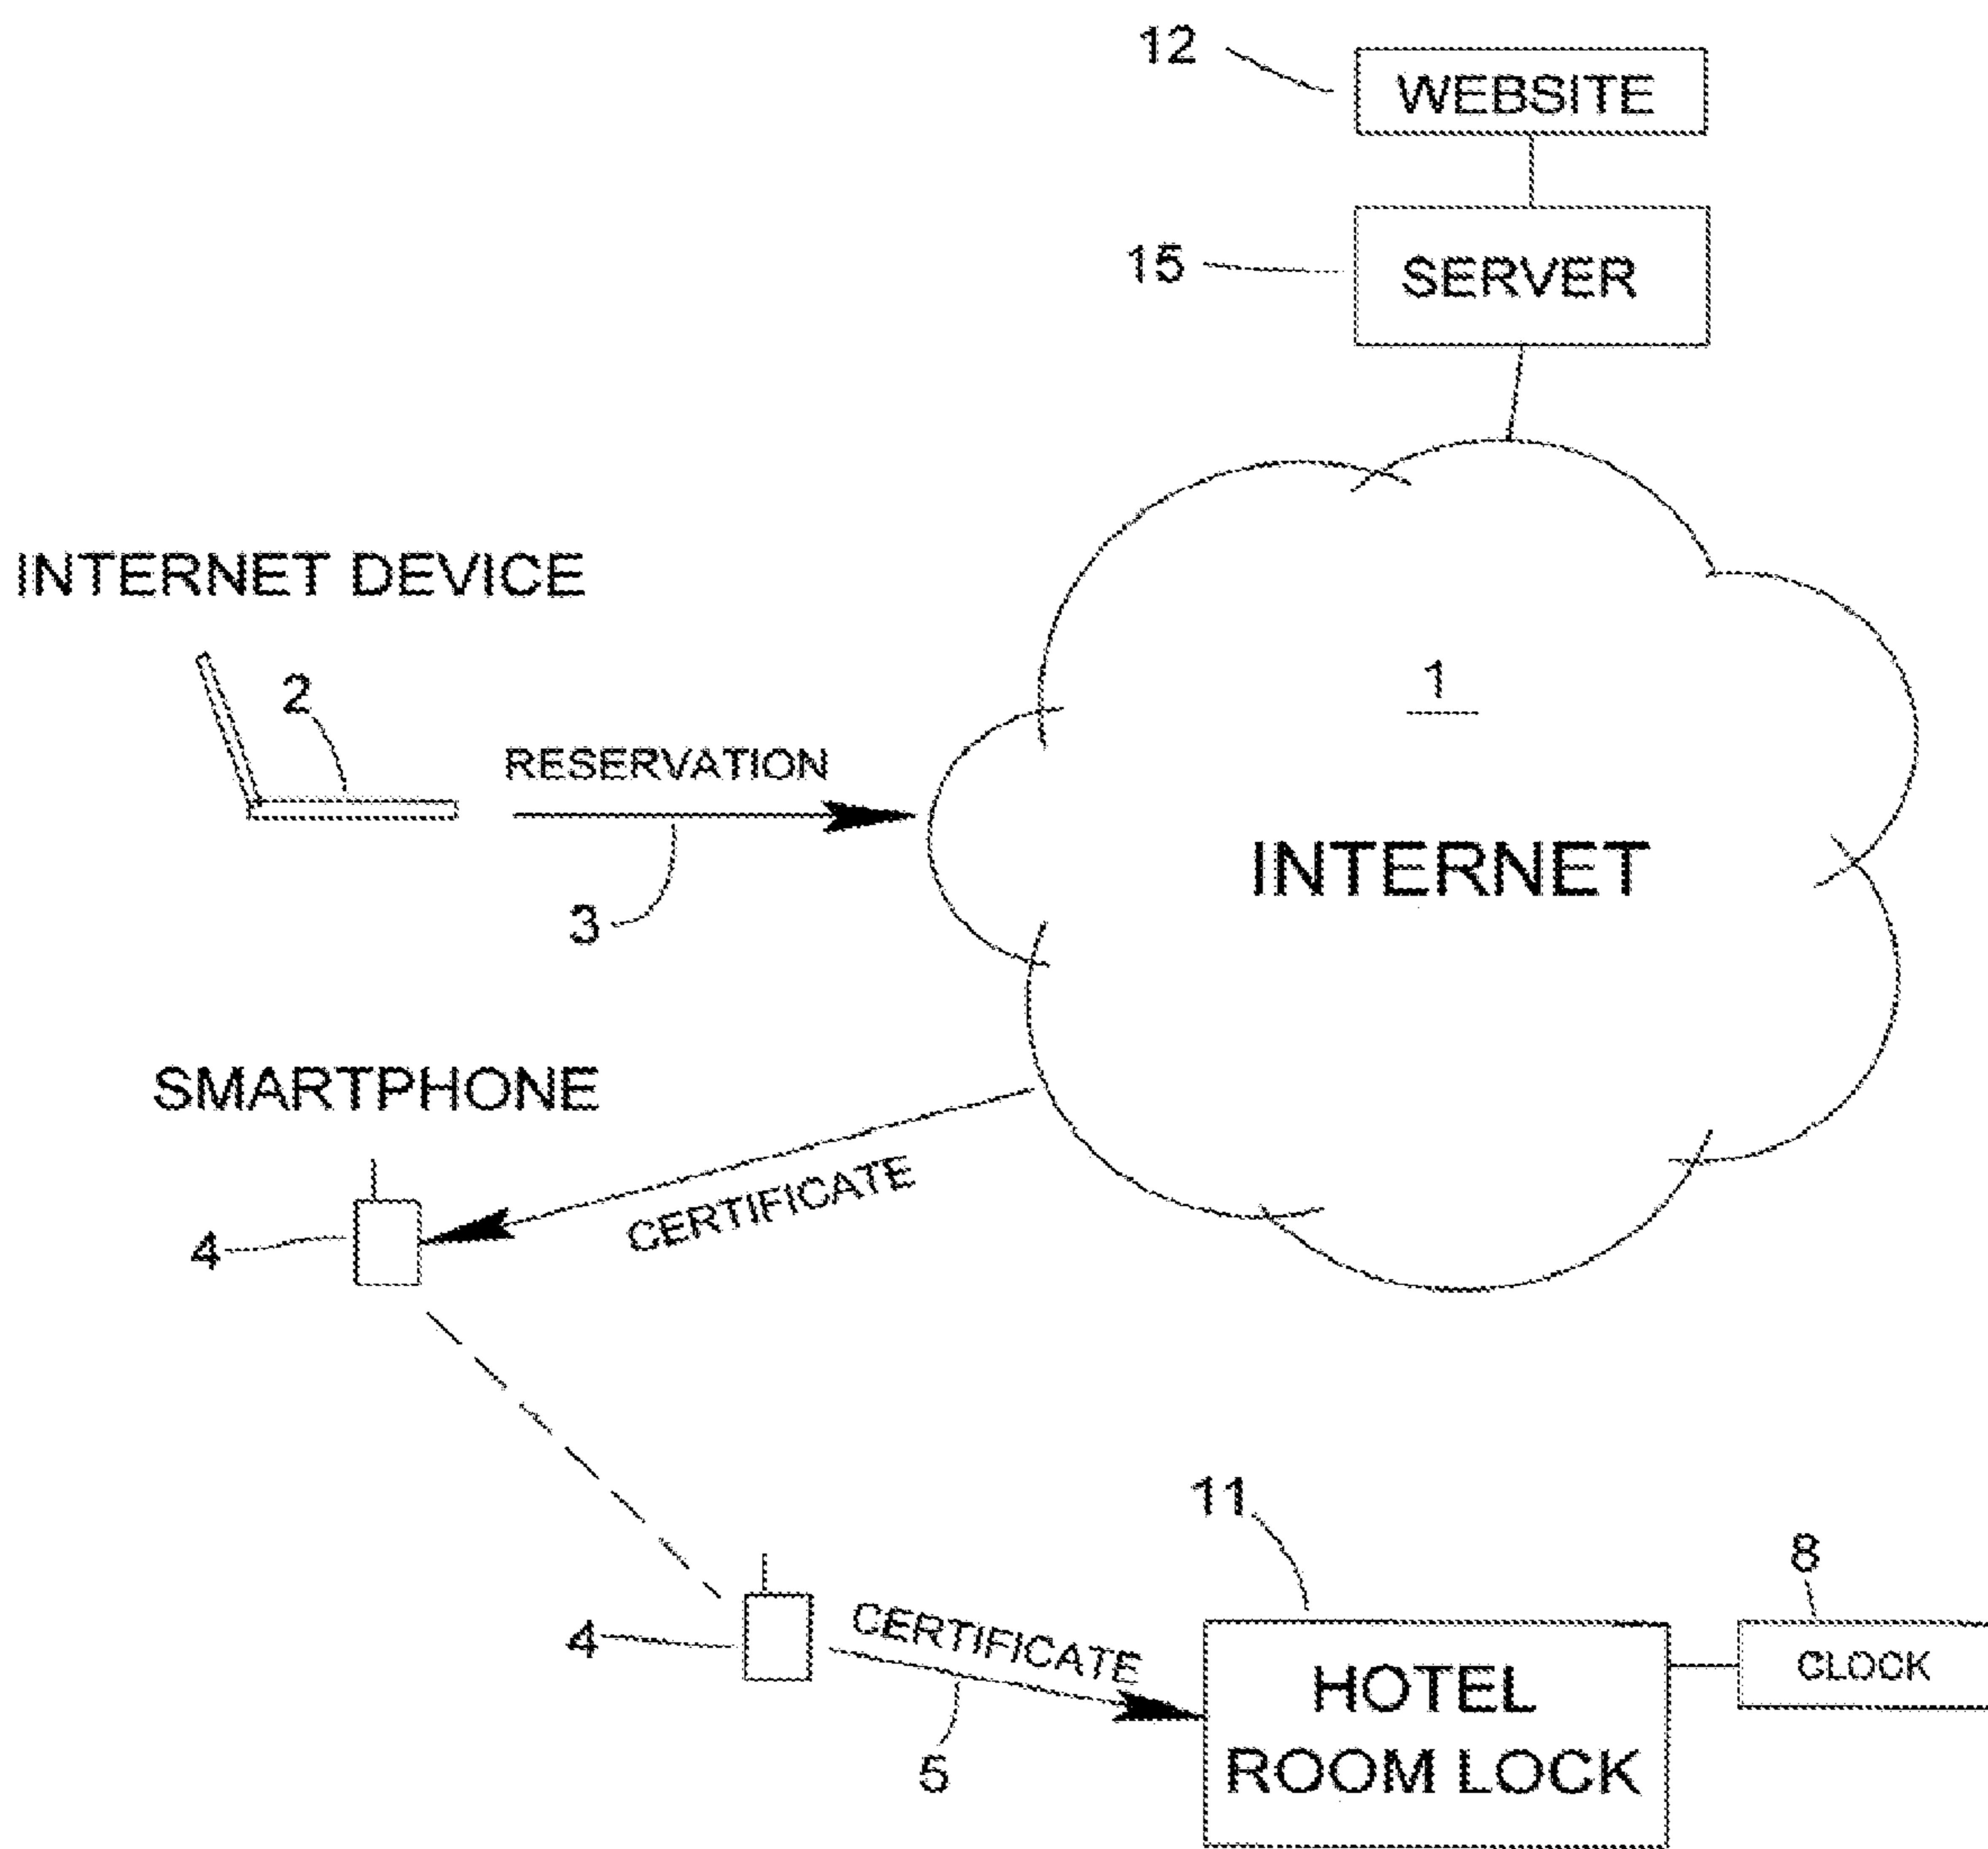 12
WEBSITE
15
SERVER
INTERNET DEVICE
2
RESERVATION
3
1
INTERNET
SMARTPHONE
4
CERTIFICATE
4
CERTIFICATE
5
11
HOTEL
ROOM LOCK
8
CLOCK